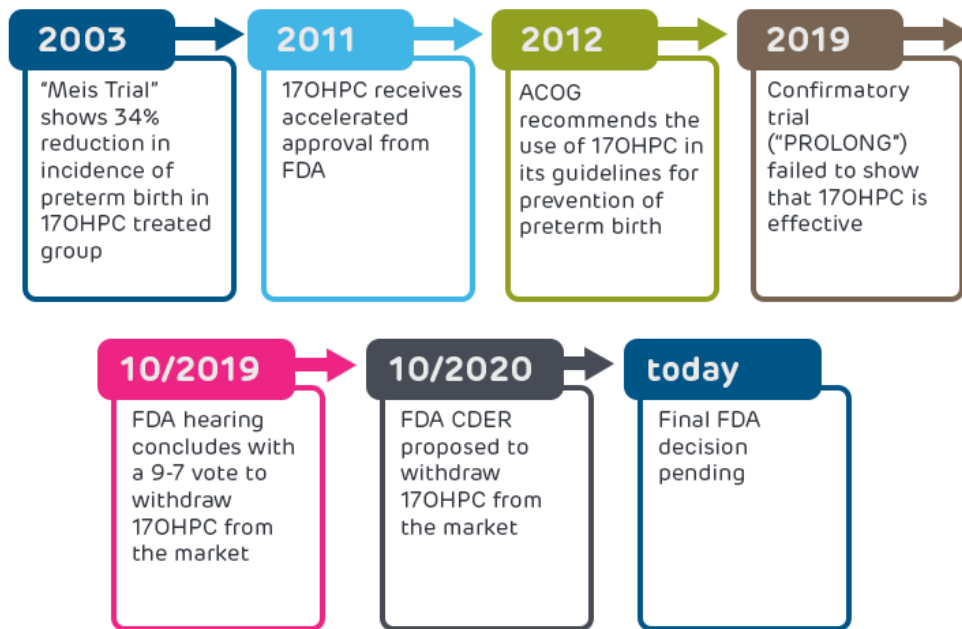 2003
"Meis Trial"
shows 34%
reduction in
incidence of
preterm birth in
17OHPC treated
group
2011
17OHPC receives
accelerated
approval from
FDA
2012
ACOG
recommends the
use of 17OHPC in
its guidelines for
prevention of
preterm birth
2019
Confirmatory
trial
("PROLONG")
failed to show
that 17OHPC is
effective
10/2019
FDA hearing
concludes with
a 9-7 vote to
withdraw
17OHPC from
the market
10/2020
FDA CDER
proposed to
withdraw
17OHPC from
the market
today
Final FDA
decision
pending